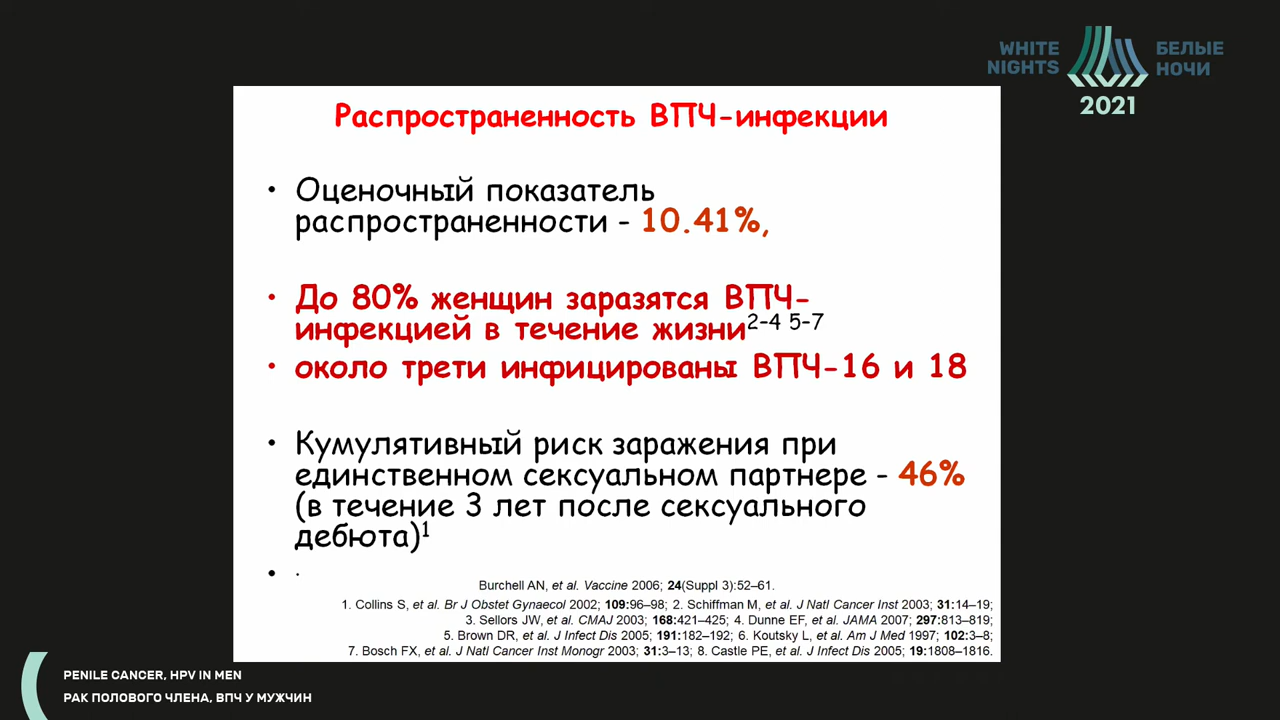 WHITE
NIGHTS
БЕЛЫЕ
НОЧИ
2021
Распространенность ВПЧ-инфекции
• Оценочный показатель
распространенности - 10.41%,
• До 80% женщин заразятся ВПЧ-
инфекцией в течение жизни2-4 5-7
• около трети инфицированы ВПЧ-16 и 18
• Кумулятивный риск заражения при
единственном сексуальном партнере - 46%
(в течение 3 лет после сексуального
дебюта)1
• .
Burchell AN, et al. Vaccine 2006; 24(Suppl 3):52–61.
1. Collins S, et al. Br J Obstet Gynaecol 2002; 109:96–98; 2. Schiffman M, et al. J Natl Cancer Inst 2003; 31:14–19;
3. Sellors JW, et al. CMAJ 2003; 168:421–425; 4. Dunne EF, et al. JAMA 2007; 297:813–819;
5. Brown DR, et al. J Infect Dis 2005; 191:182–192; 6. Koutsky L, et al. Am J Med 1997; 102:3–8;
7. Bosch FX, et al. J Natl Cancer Inst Monogr 2003; 31:3–13; 8. Castle PE, et al. J Infect Dis 2005; 19:1808–1816.
PENILE CANCER, HPV IN MEN
РАК ПОЛОВОГО ЧЛЕНА, ВПЧ У МУЖЧИН